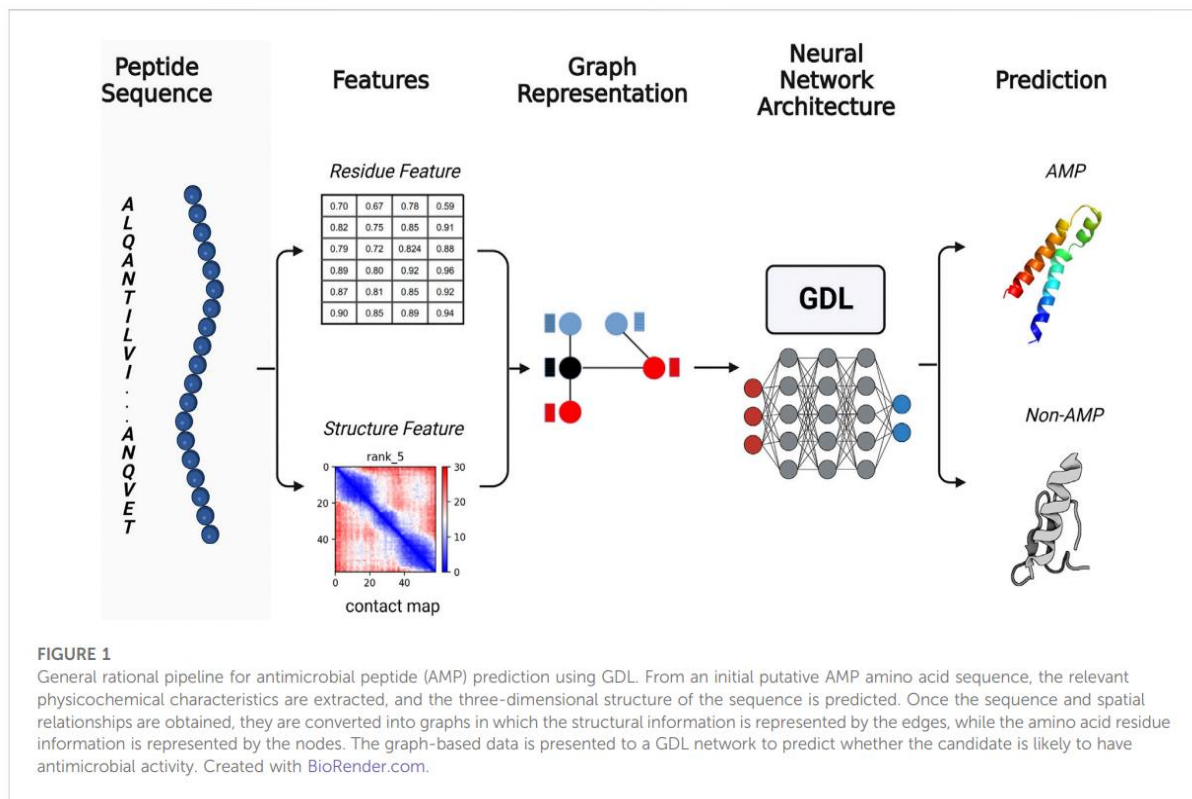 Peptide
Sequence
Features
Graph
Representation
Neural
Network
Architecture
Prediction
A
L
Q
A
N
T
I
L
V
I
.
.
.
A
N
Q
V
E
T
Residue Feature
0.70 0.67 0.78 0.59
0.82 0.75 0.85 0.91
0.79 0.72 0.824 0.88
0.89 0.80 0.92 0.96
0.87 0.81 0.85 0.92
0.90 0.85 0.89 0.94
Structure Feature
rank_5
0
20
40
0 20 40
30
20
10
0
contact map
GDL
AMP
Non-AMP
FIGURE 1
General rational pipeline for antimicrobial peptide (AMP) prediction using GDL. From an initial putative AMP amino acid sequence, the relevant
physicochemical characteristics are extracted, and the three-dimensional structure of the sequence is predicted. Once the sequence and spatial
relationships are obtained, they are converted into graphs in which the structural information is represented by the edges, while the amino acid residue
information is represented by the nodes. The graph-based data is presented to a GDL network to predict whether the candidate is likely to have
antimicrobial activity. Created with BioRender.com.